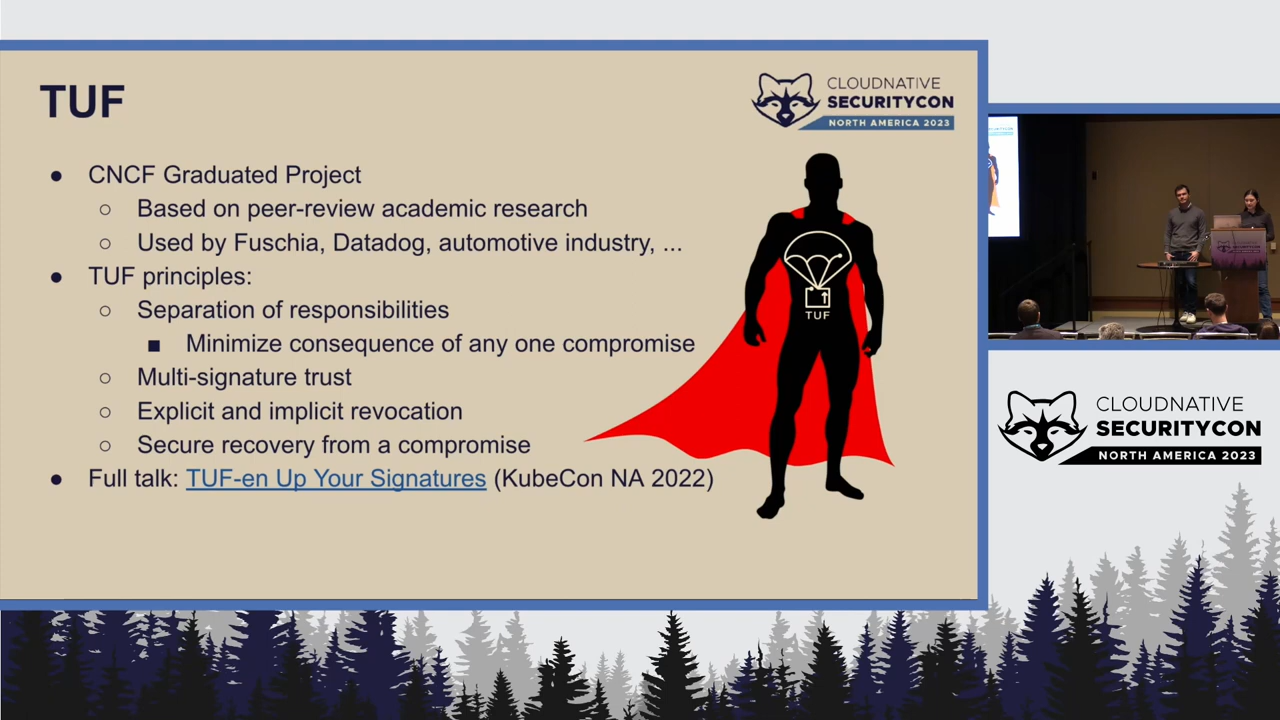 TUF
CLOUDNATIVE
SECURITYCON
NORTH AMERICA 2023
● CNCF Graduated Project
○ Based on peer-review academic research
○ Used by Fuschia, Datadog, automotive industry, ...
● TUF principles:
○ Separation of responsibilities
■ Minimize consequence of any one compromise
○ Multi-signature trust
○ Explicit and implicit revocation
○ Secure recovery from a compromise
● Full talk: TUF-en Up Your Signatures (KubeCon NA 2022)
TUF
CLOUDNATIVE
SECURITYCON
NORTH AMERICA 2023